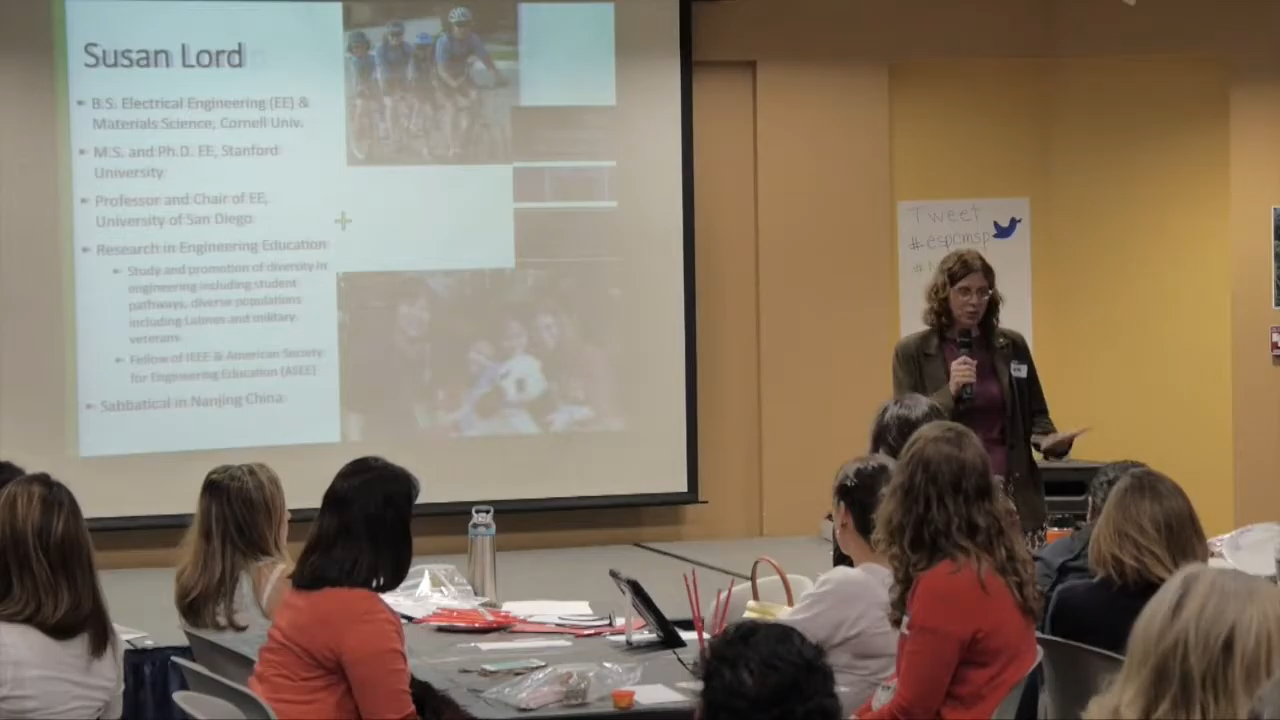 Susan Lord
B.S. Electrical Engineering (EE) &
Materials Science, Cornell Univ.
M.S. and Ph.D. EE, Stanford
University
Professor and Chair of EE,
University of San Diego
Research in Engineering Education
Study and promotion of diversity in
engineering including student
pathways, diverse populations
including Latinos and military
veterans
Fellow of IEEE & American Society
for Engineering Education (ASEE)
Sabbatical in Nanjing China
Tweet
#espcmsp